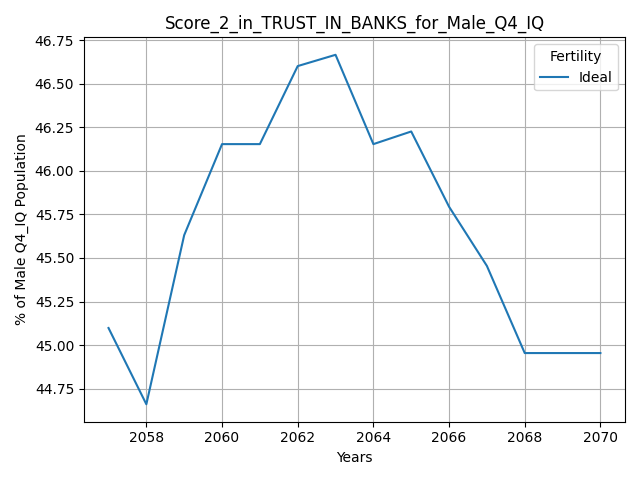 Score_2_in_TRUST_IN_BANKS_for_Male_Q4_IQ
46.75
46.50
46.25
46.00
45.75
45.50
45.25
45.00
44.75
% of Male Q4_IQ Population
Fertility
Ideal
2058 2060 2062 2064 2066 2068 2070
Years